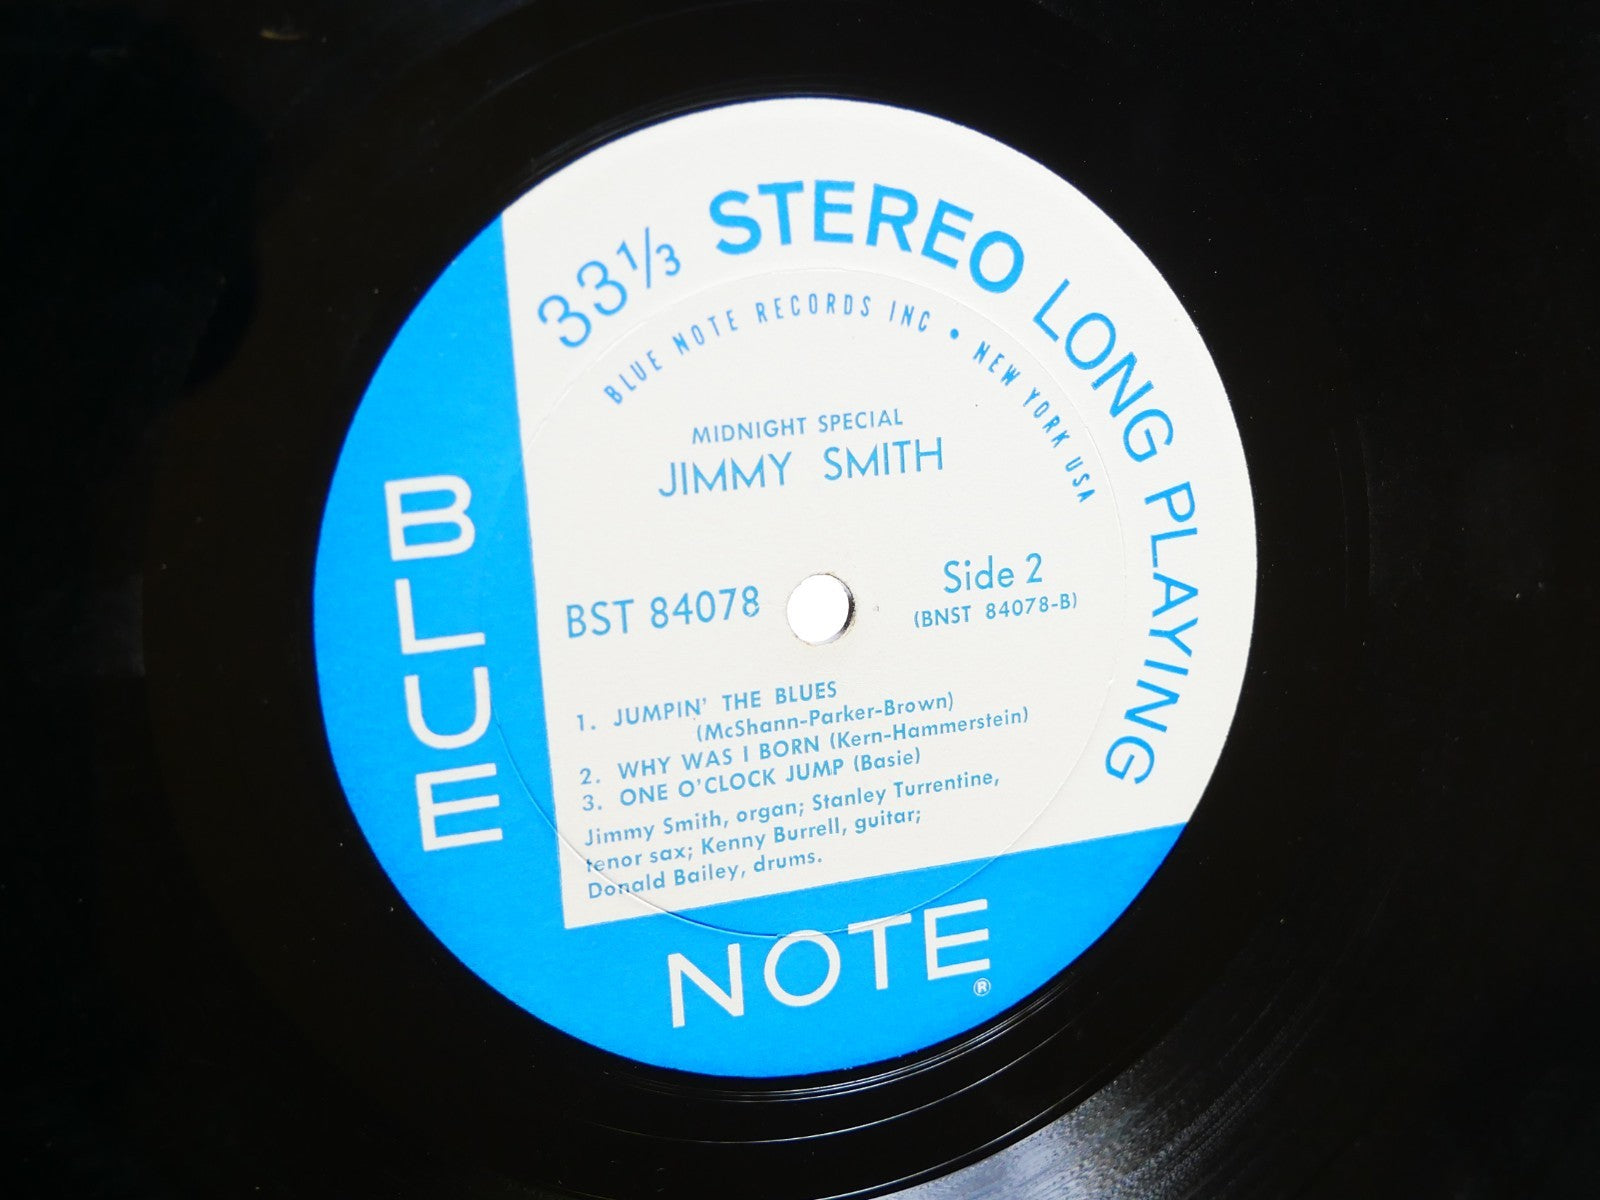 33 1/3 STEREO LONG PLAYING
BLUE NOTE RECORDS INC • NEW YORK USA
MIDNIGHT SPECIAL
JIMMY SMITH
BST 84078
Side 2
(BNST 84078-B)
1. JUMPIN' THE BLUES
(McShann-Parker-Brown)
2. WHY WAS I BORN (Kern-Hammerstein)
3. ONE O'CLOCK JUMP (Basie)
Jimmy Smith, organ; Stanley Turrentine,
tenor sax; Kenny Burrell, guitar;
Donald Bailey, drums.
BLUE
NOTE
®